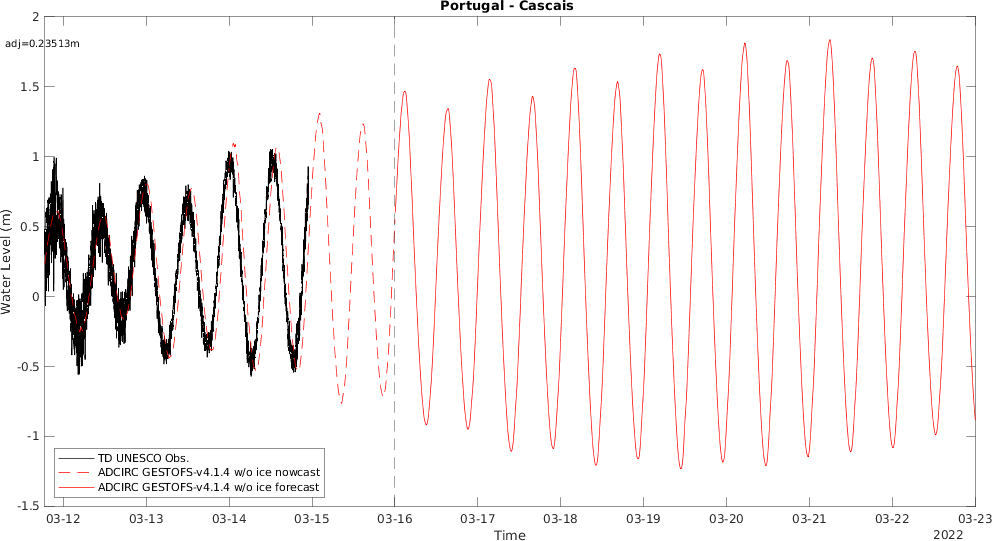 Portugal - Cascais
adj=0.23513m
2
1.5
1
0.5
0
-0.5
-1
-1.5
Water Level (m)
TD UNESCO Obs.
ADCIRC GESTOFS-v4.1.4 w/o ice nowcast
ADCIRC GESTOFS-v4.1.4 w/o ice forecast
03-12 03-13 03-14 03-15 03-16 03-17 03-18 03-19 03-20 03-21 03-22 03-23
Time
2022